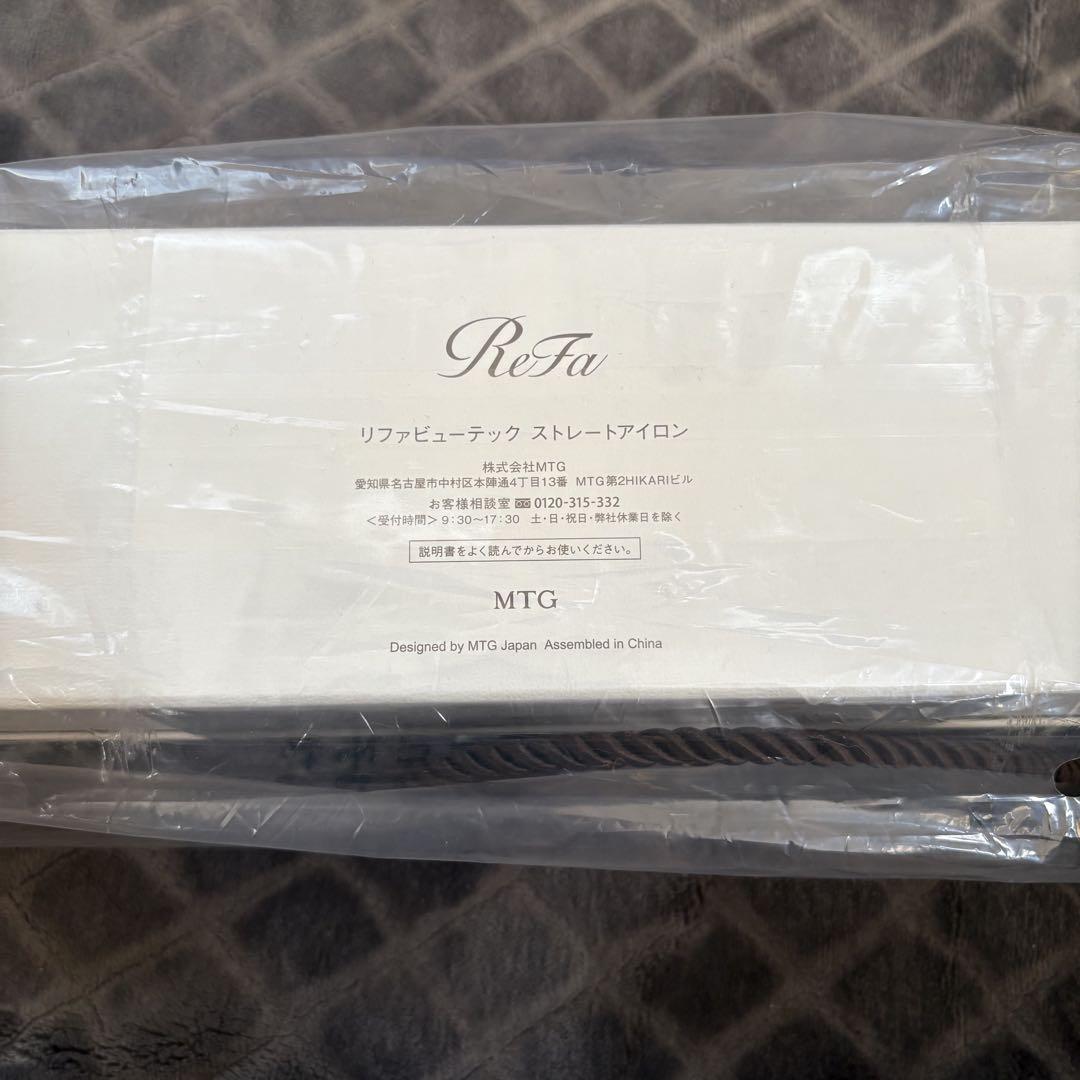 ReFa
リファビューテック ストレートアイロン
株式会社MTG
愛知県名古屋市中村区本陣通4丁目13番 MTG第2HIKARIビル
お客様相談室 0120-315-332
＜受付時間＞9:30〜17:30 土・日・祝日・弊社休業日を除く
説明書をよく読んでからお使いください。
MTG
Designed by MTG Japan Assembled in China